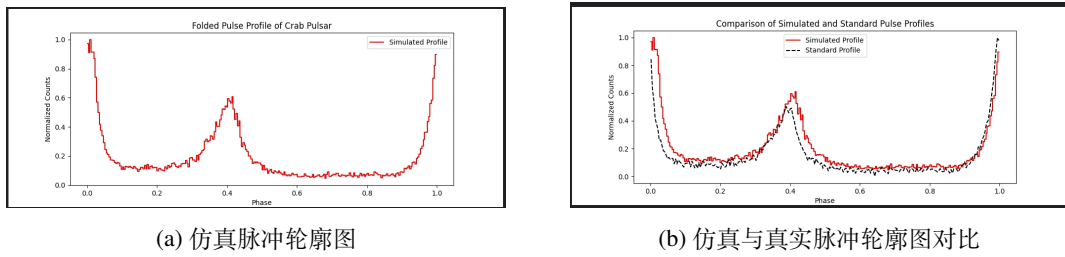 Folded Pulse Profile of Crab Pulsar
Simulated Profile
Normalized Counts
1.0
0.8
0.6
0.4
0.2
0.0
0.0 0.2 0.4 0.6 0.8 1.0
Phase
(a) 仿真脉冲轮廓图
Comparison of Simulated and Standard Pulse Profiles
Simulated Profile
Standard Profile
Normalized Counts
1.0
0.8
0.6
0.4
0.2
0.0
0.0 0.2 0.4 0.6 0.8 1.0
Phase
(b) 仿真与真实脉冲轮廓图对比